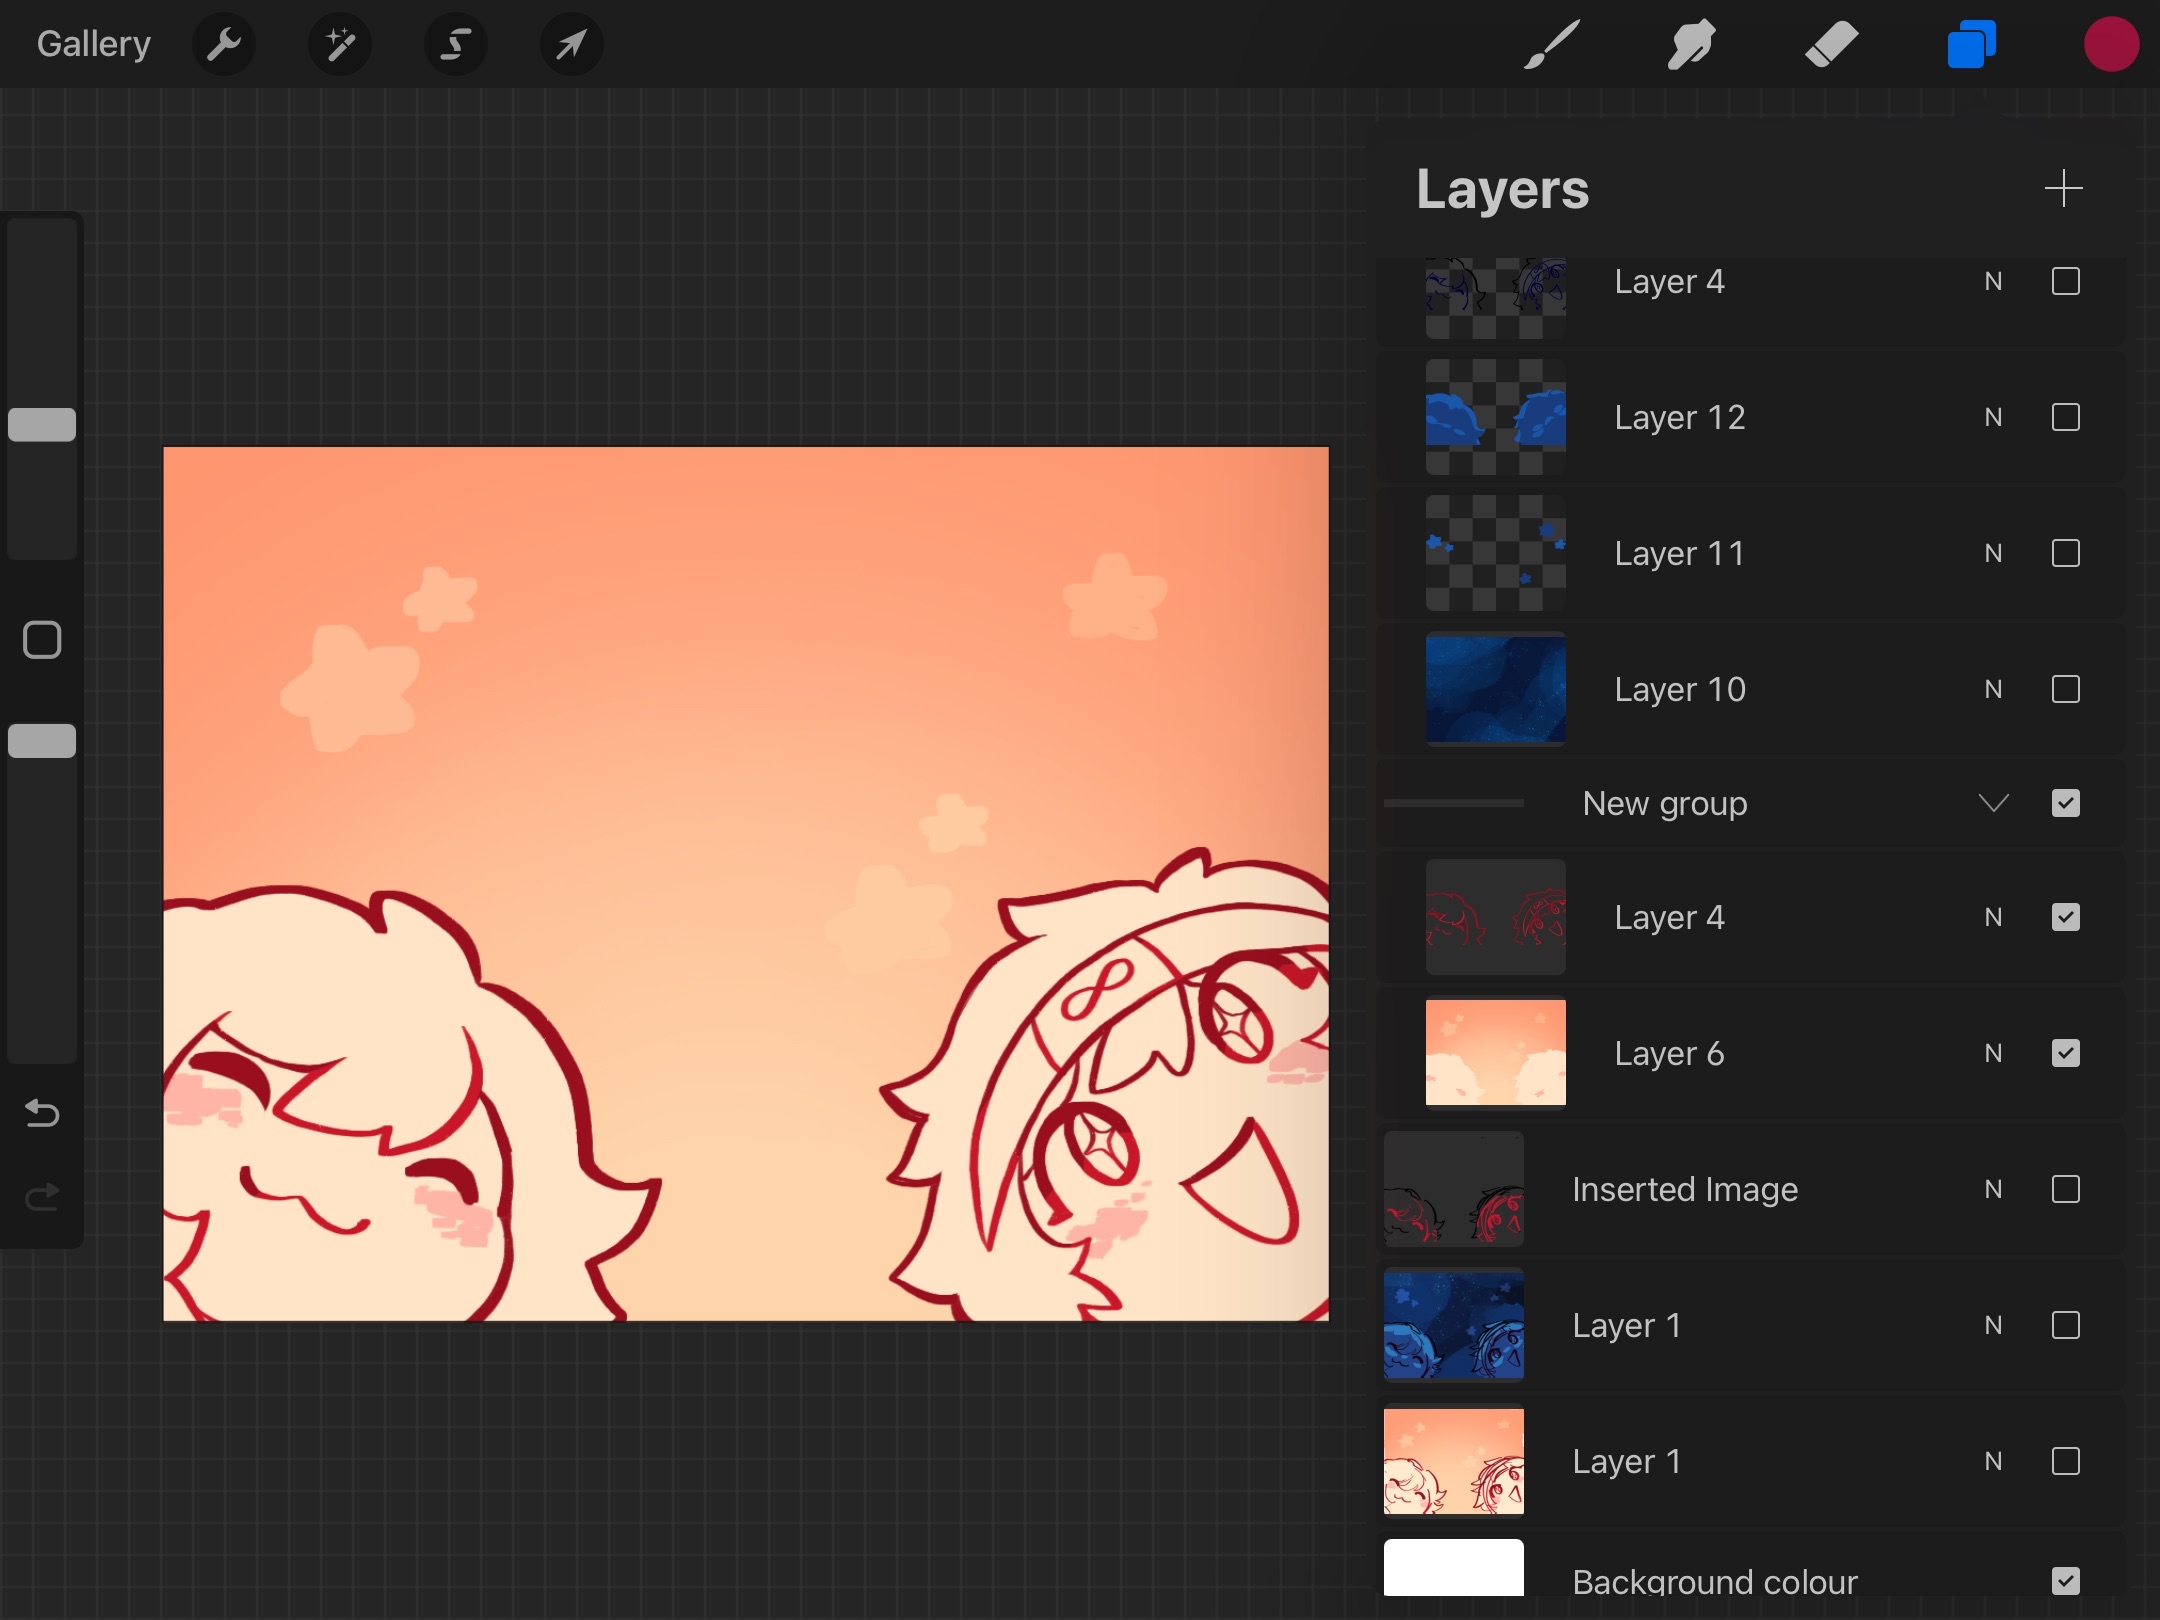 Gallery
Layers
Layer 4 N
Layer 12 N
Layer 11 N
Layer 10 N
New group
Layer 4 N
Layer 6 N
Inserted Image N
Layer 1 N
Layer 1 N
Background colour